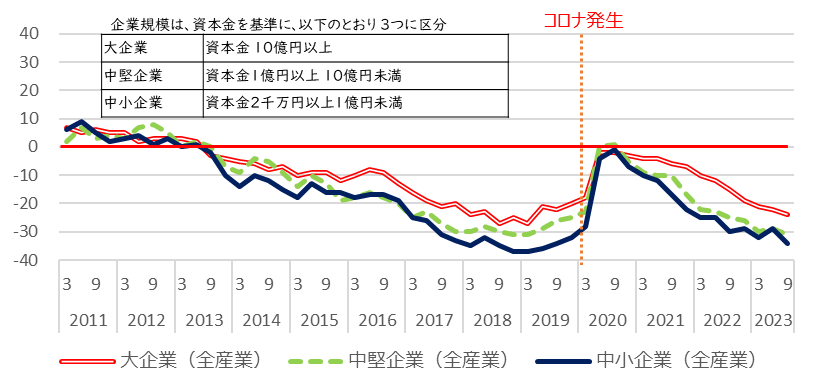 企業規模は、資本金を基準に、以下のとおり３つに区分
コロナ発生
大企業 資本金１０億円以上
中堅企業 資本金１億円以上１０億円未満
中小企業 資本金２千万円以上１億円未満
40
30
20
10
0
-10
-20
-30
-40
3 9 3 9 3 9 3 9 3 9 3 9 3 9 3 9 3 9 3 9 3 9 3 9 3 9
2011 2012 2013 2014 2015 2016 2017 2018 2019 2020 2021 2022 2023
大企業（全産業） 中堅企業（全産業） 中小企業（全産業）